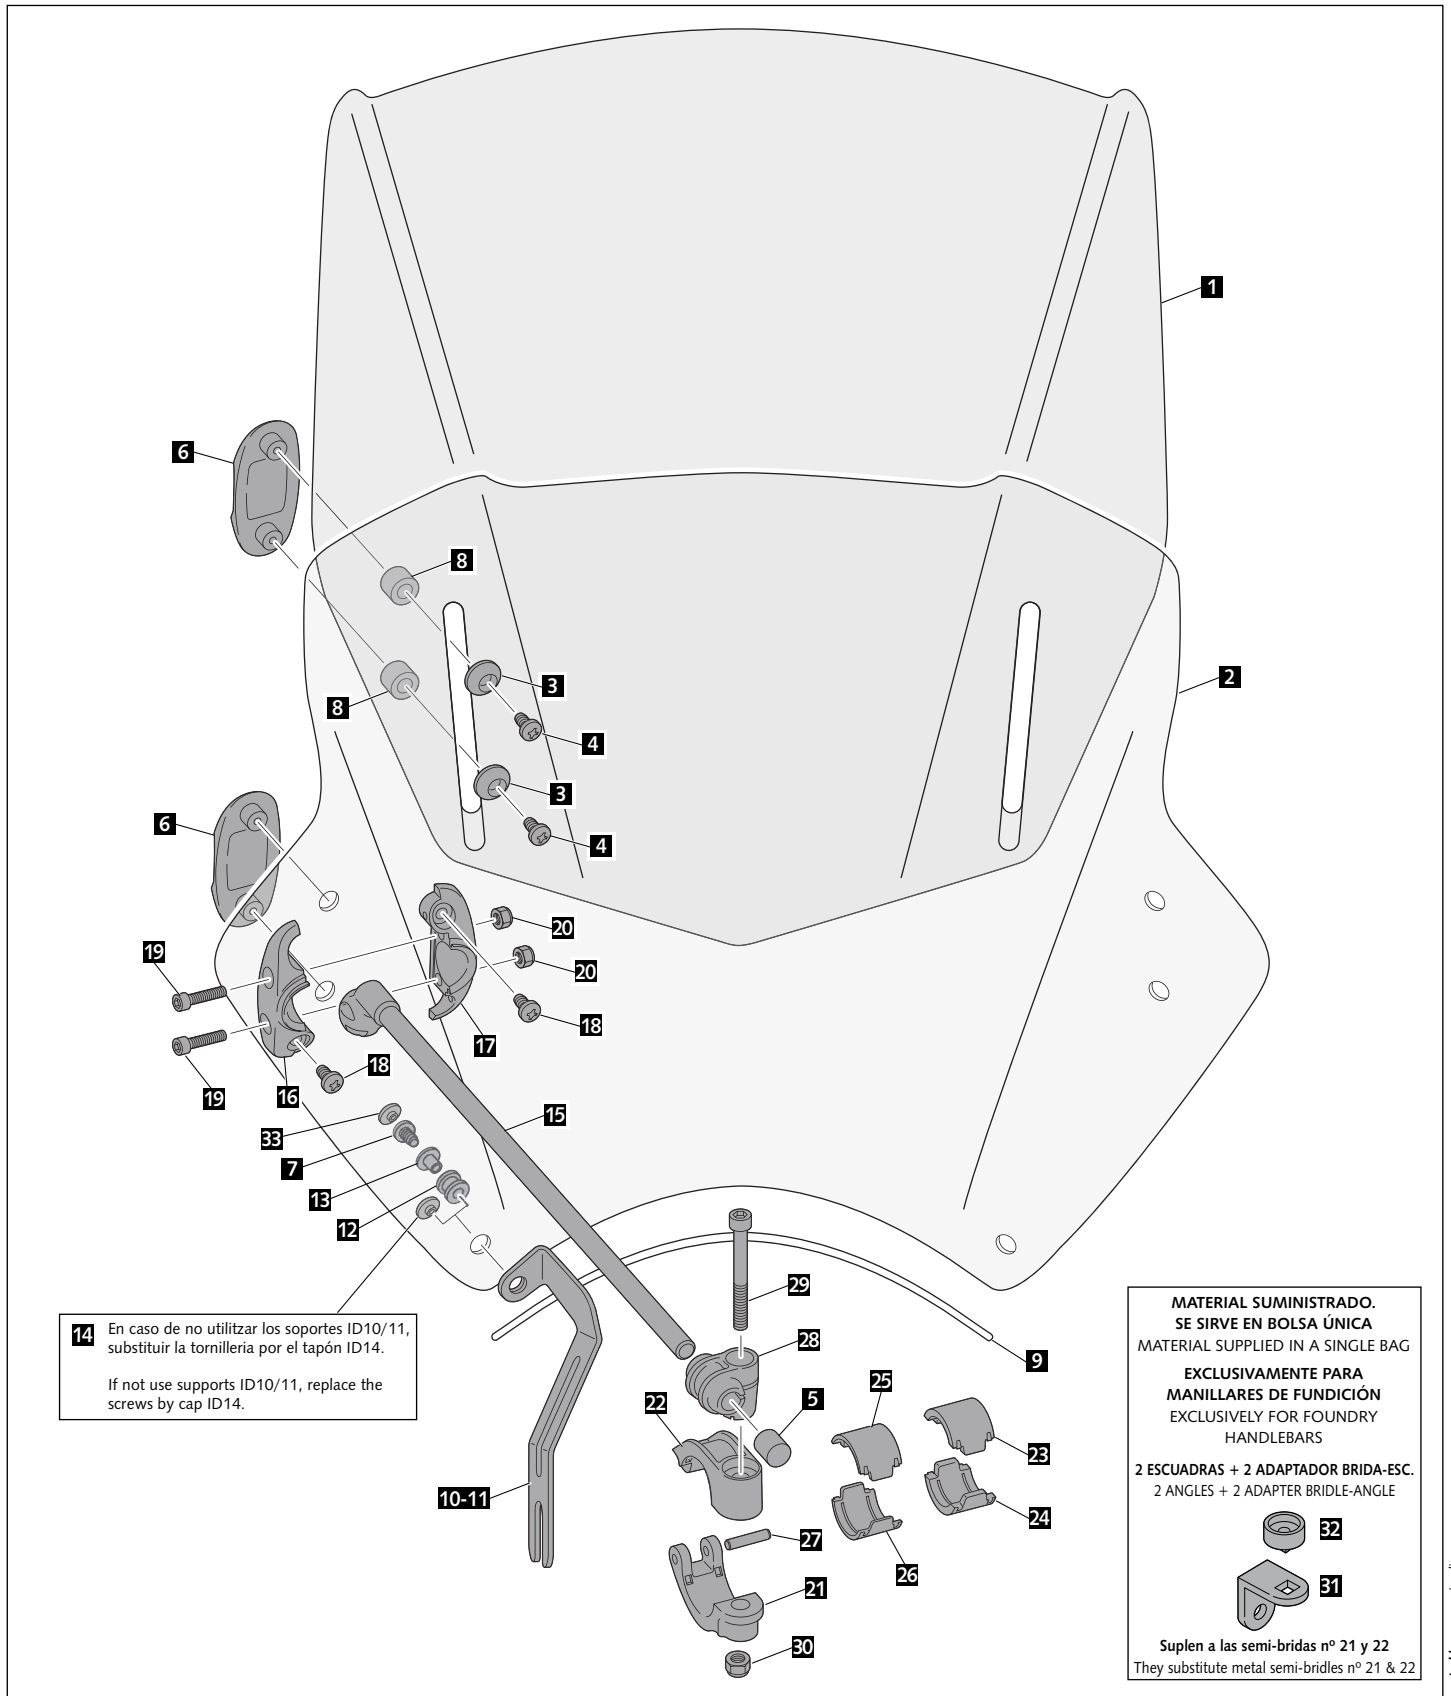 1
6
8
2
3
8
4
3
6
4
20
19
20
18
17
18
16
19
15
33
7
13
12
29
14 En caso de no utilitzar los soportes ID10/11,
substituir la tornilleria por el tapón ID14.
If not use supports ID10/11, replace the
screws by cap ID14.
28
9
25
22
5
23
10-11
24
27
26
21
30
MATERIAL SUMINISTRADO.
SE SIRVE EN BOLSA ÚNICA
MATERIAL SUPPLIED IN A SINGLE BAG
EXCLUSIVAMENTE PARA
MANILLARES DE FUNDICIÓN
EXCLUSIVELY FOR FOUNDRY
HANDLEBARS
2 ESCUADRAS + 2 ADAPTADOR BRIDA-ESC.
2 ANGLES + 2 ADAPTER BRIDLE-ANGLE
32
31
Suplen a las semi-bridas nº 21 y 22
They substitute metal semi-bridles nº 21 & 22